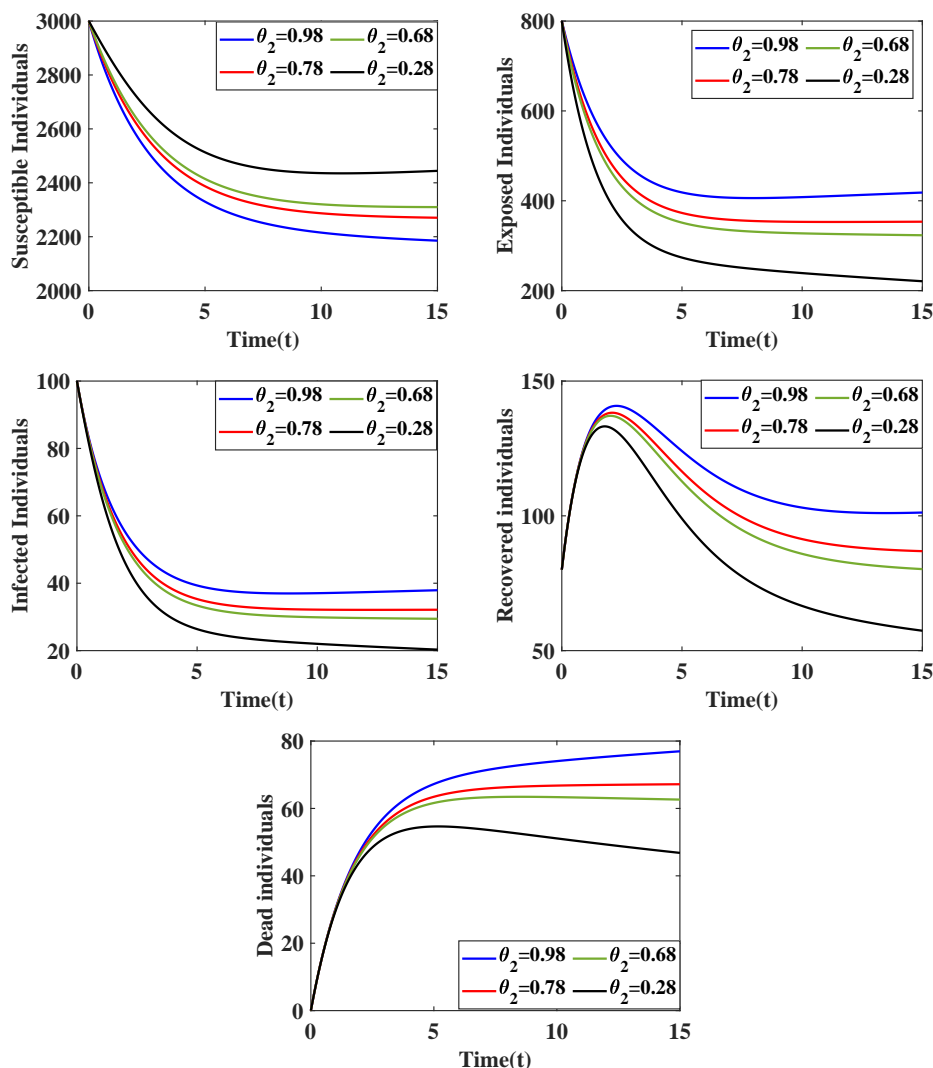 Susceptible Individuals
3000
2800
2600
2400
2200
2000
0 5 10 15
Time(t)
θ2=0.98 θ2=0.68
θ2=0.78 θ2=0.28
Exposed Individuals
800
600
400
200
0 5 10 15
Time(t)
θ2=0.98 θ2=0.68
θ2=0.78 θ2=0.28
Infected Individuals
100
80
60
40
20
0 5 10 15
Time(t)
θ2=0.98 θ2=0.68
θ2=0.78 θ2=0.28
Recovered individuals
150
100
50
0 5 10 15
Time(t)
θ2=0.98 θ2=0.68
θ2=0.78 θ2=0.28
Dead individuals
80
60
40
20
0
0 5 10 15
Time(t)
θ2=0.98 θ2=0.68
θ2=0.78 θ2=0.28